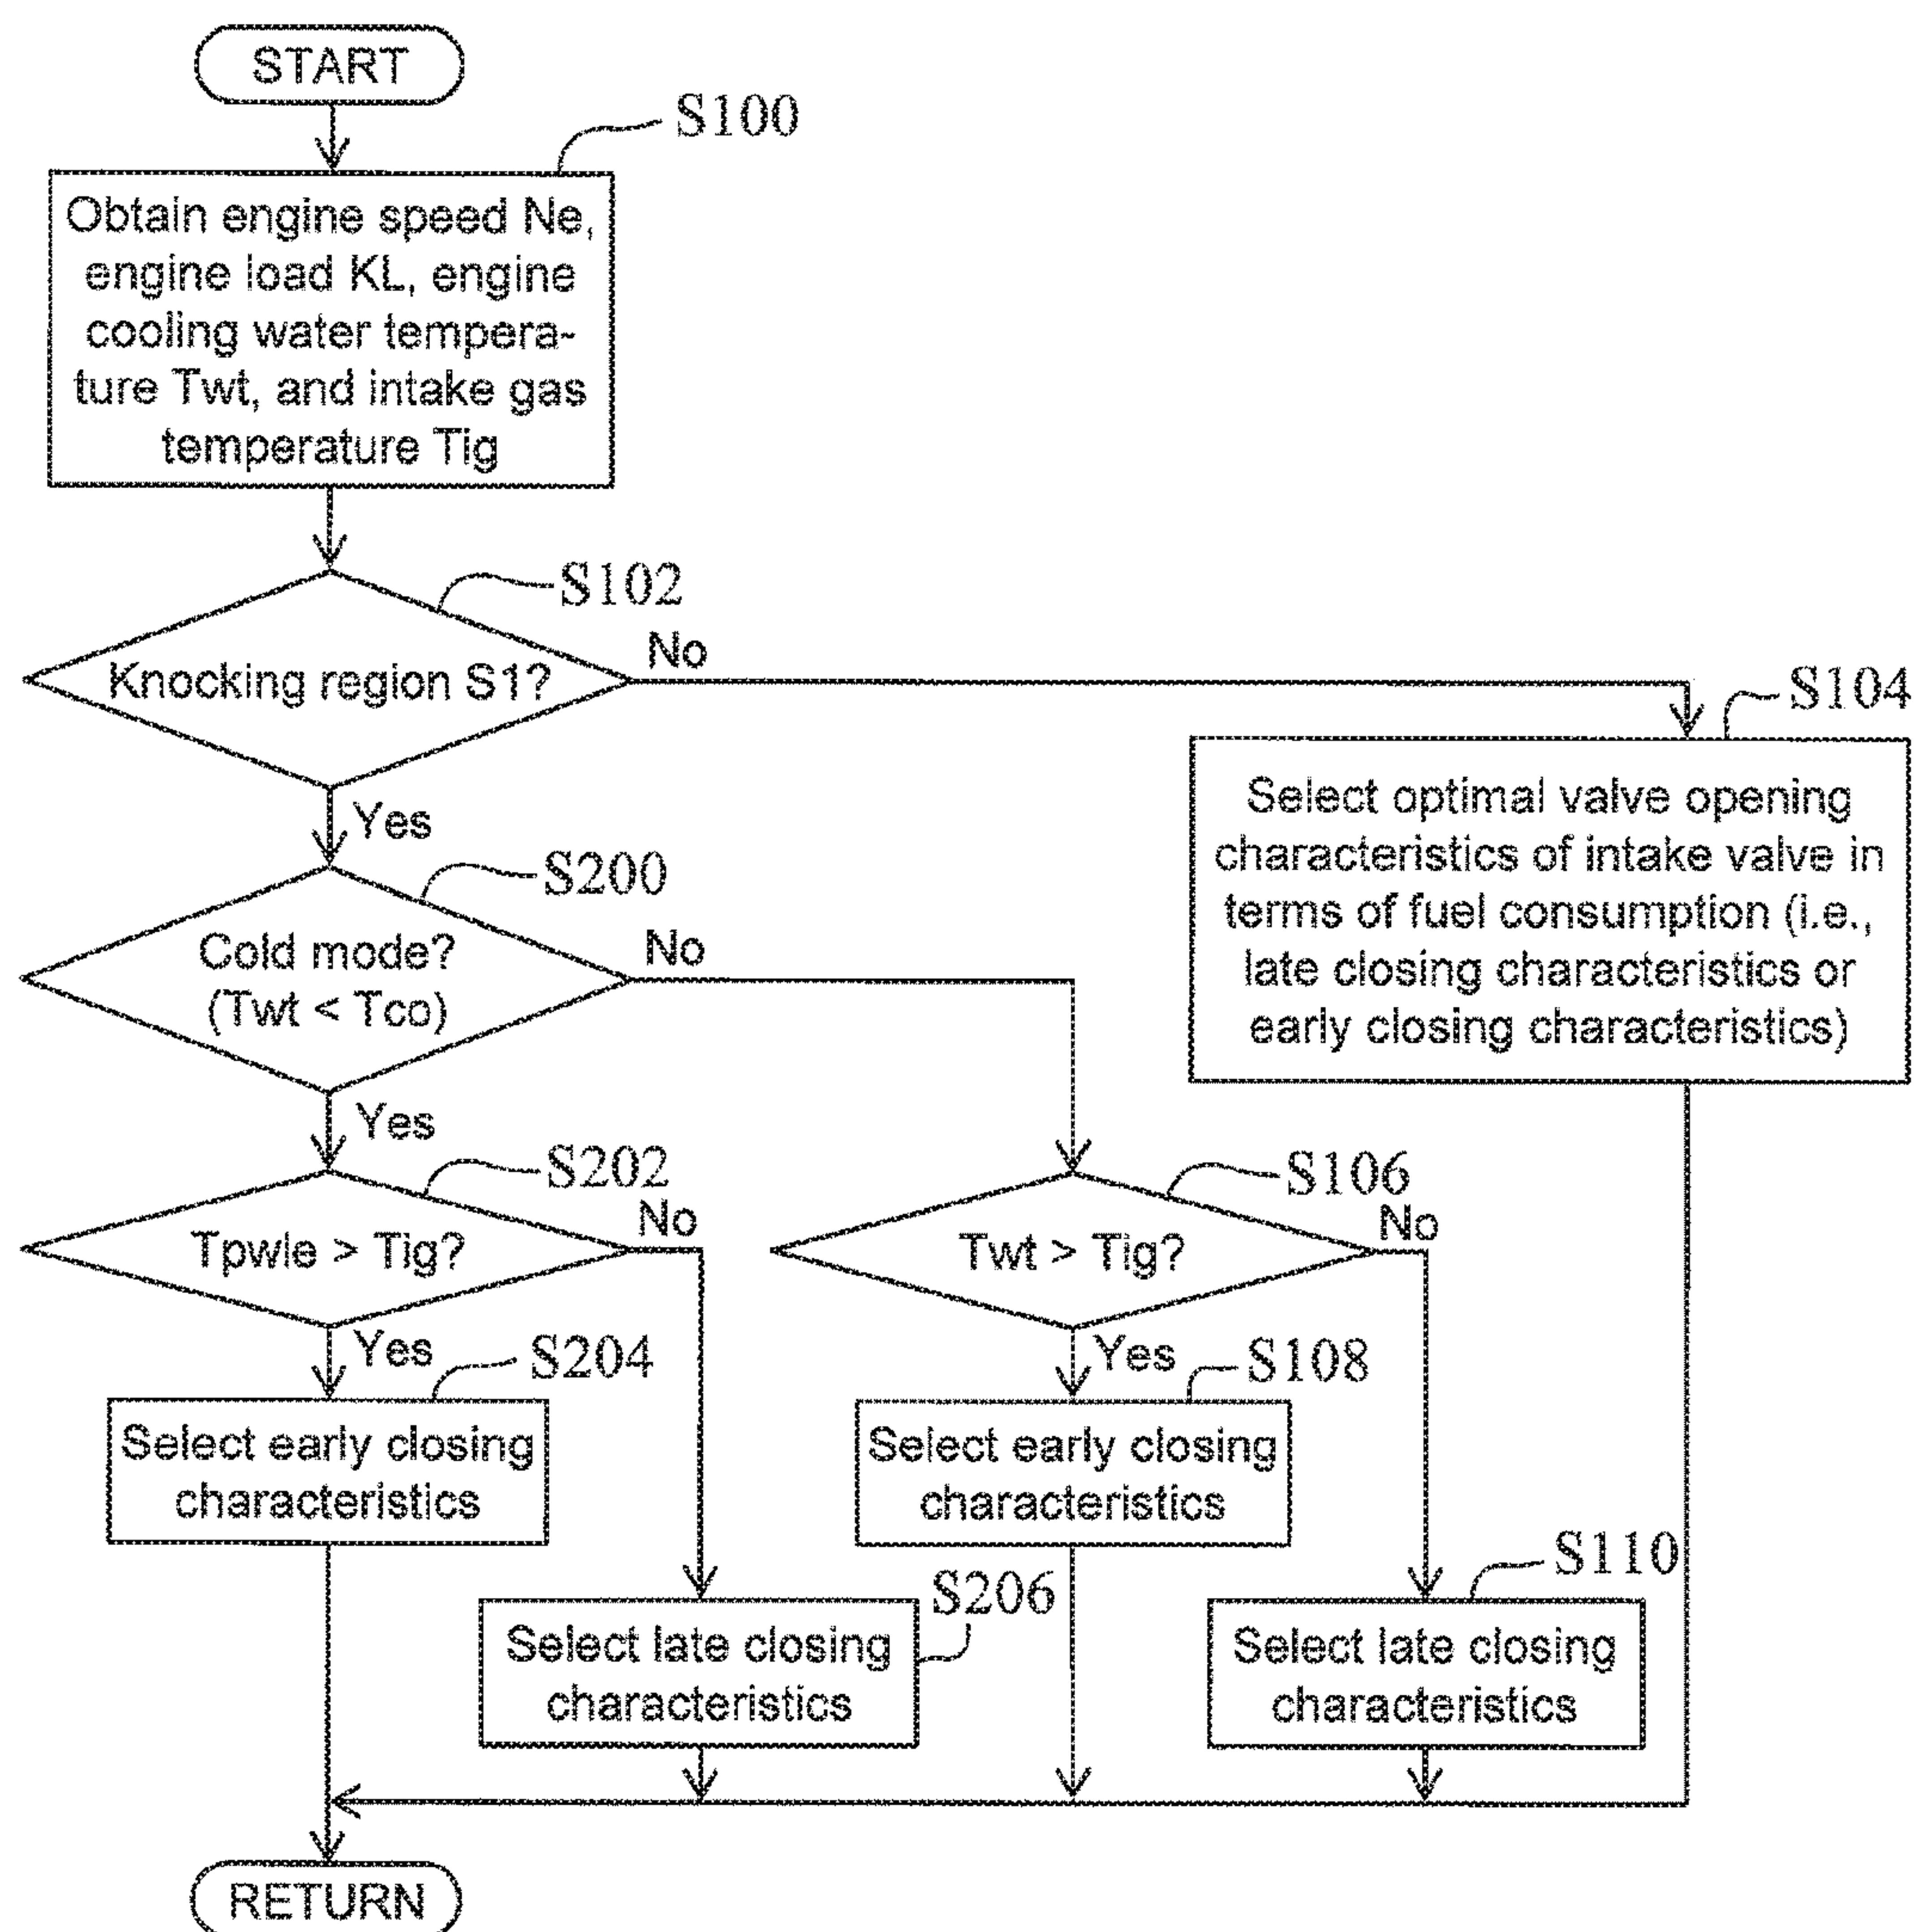 START
S100
Obtain engine speed Ne,
engine load KL, engine
cooling water tempera-
ture Twt, and intake gas
temperature Tig
S102
Knocking region S1?
No
Yes
S104
Select optimal valve opening
characteristics of intake valve in
terms of fuel consumption (i.e.,
late closing characteristics or
early closing characteristics)
S200
Cold mode?
(Twt < Tco)
No
Yes
S202
Tpwle > Tig?
No
Yes
S106
Twt > Tig?
No
Yes
S204
Select early closing
characteristics
S108
Select early closing
characteristics
S206
Select late closing
characteristics
S110
Select late closing
characteristics
RETURN